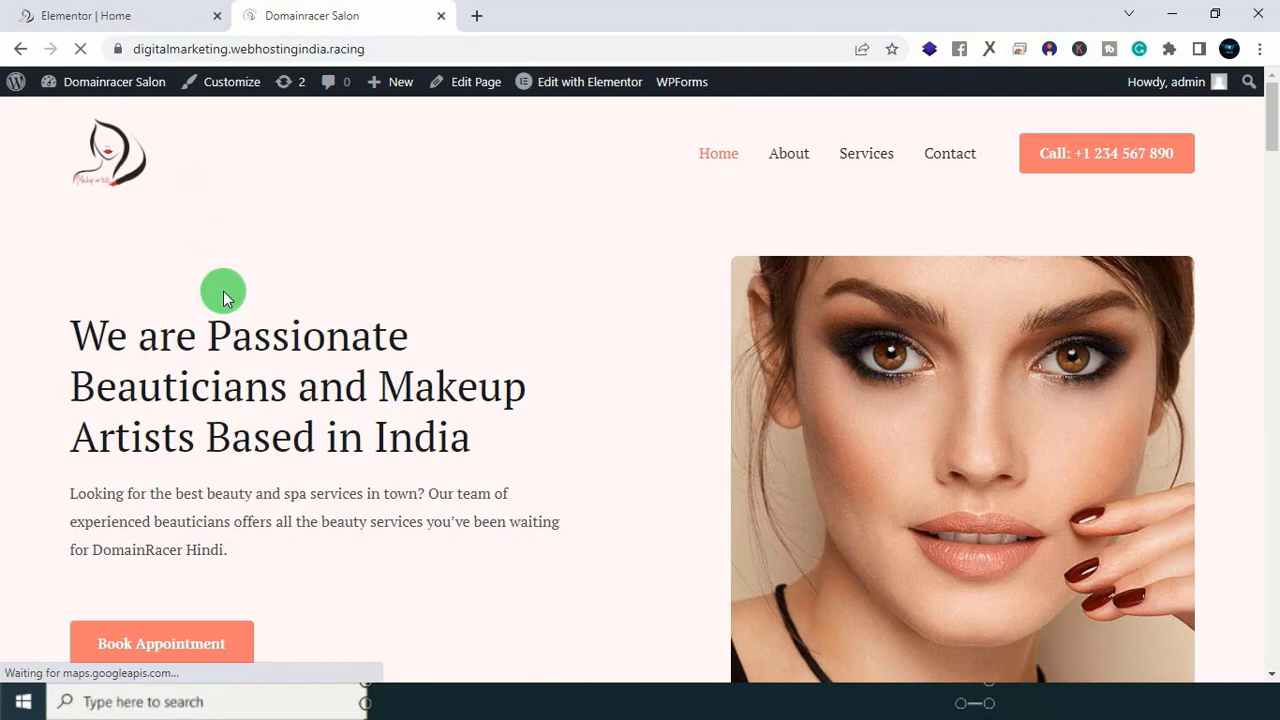 Elementor | Home
Domainracer Salon
digitalmarketing.webhostingindia.racing
Domainracer Salon
Customize
2
0
New
Edit Page
Edit with Elementor
WPForms
Howdy, admin
Home
About
Services
Contact
Call: +1 234 567 890
We are Passionate
Beauticians and Makeup
Artists Based in India
Looking for the best beauty and spa services in town? Our team of
experienced beauticians offers all the beauty services you’ve been waiting
for DomainRacer Hindi.
Book Appointment
Waiting for maps.googleapis.com...
Type here to search